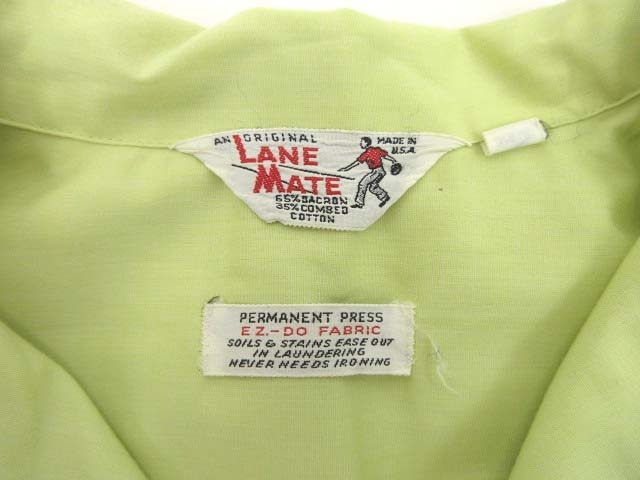 AN ORIGINAL
MADE IN
U.S.A.
LANE
MATE
65% DACRON
35% COMBED
COTTON
PERMANENT PRESS
EZ.-DO FABRIC
SOILS & STAINS EASE OUT
IN LAUNDERING
NEVER NEEDS IRONING